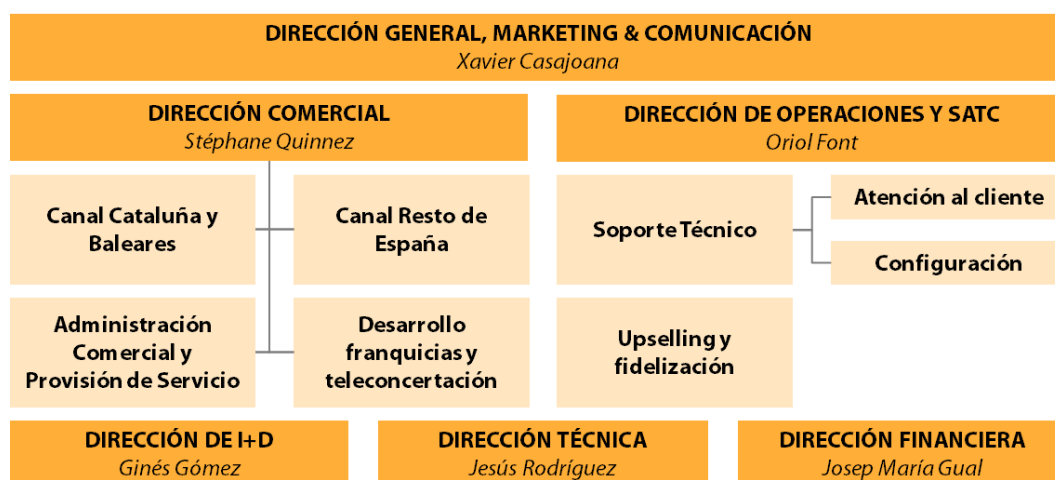 DIRECCIÓN GENERAL, MARKETING & COMUNICACIÓN
Xavier Casajoana
DIRECCIÓN COMERCIAL
Stéphane Quinnez
DIRECCIÓN DE OPERACIONES Y SATC
Oriol Font
Canal Cataluña y
Baleares
Canal Resto de
España
Soporte Técnico
Atención al cliente
Configuración
Administración
Comercial y
Provisión de Servicio
Desarrollo
franquicias y
teleconcertación
Upselling y
fidelización
DIRECCIÓN DE I+D
Ginés Gómez
DIRECCIÓN TÉCNICA
Jesús Rodríguez
DIRECCIÓN FINANCIERA
Josep María Gual